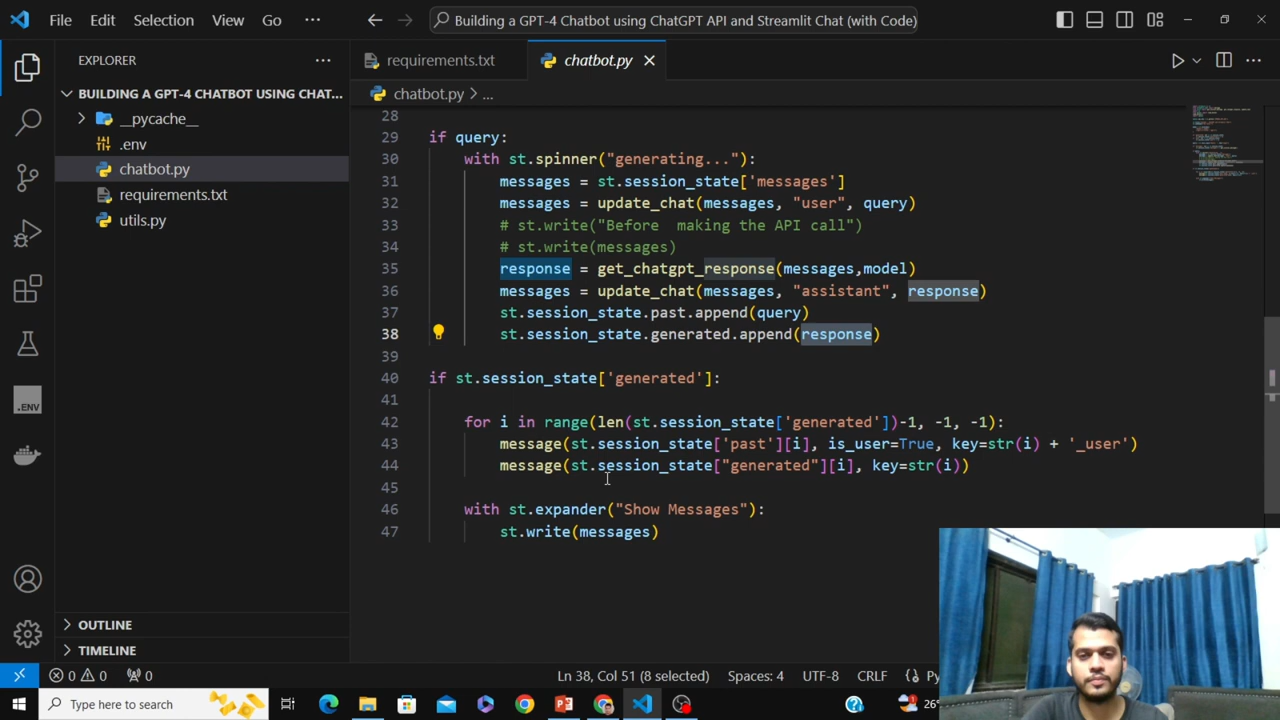 File Edit Selection View Go ···
Building a GPT-4 Chatbot using ChatGPT API and Streamlit Chat (with Code)
EXPLORER
requirements.txt
chatbot.py
BUILDING A GPT-4 CHATBOT USING CHAT...
chatbot.py > ...
__pycache__
.env
chatbot.py
requirements.txt
utils.py
28
29 if query:
30 with st.spinner("generating..."):
31 messages = st.session_state['messages']
32 messages = update_chat(messages, "user", query)
33 # st.write("Before  making the API call")
34 # st.write(messages)
35 response = get_chatgpt_response(messages,model)
36 messages = update_chat(messages, "assistant", response)
37 st.session_state.past.append(query)
38 st.session_state.generated.append(response)
39
40 if st.session_state['generated']:
41
42 for i in range(len(st.session_state['generated'])-1, -1, -1):
43 message(st.session_state['past'][i], is_user=True, key=str(i) + '_user')
44 message(st.session_state["generated"][i], key=str(i))
45
46 with st.expander("Show Messages"):
47 st.write(messages)
.ENV
OUTLINE
TIMELINE
0 0 0
Ln 38, Col 51 (8 selected)
Spaces: 4
UTF-8
CRLF
Type here to search